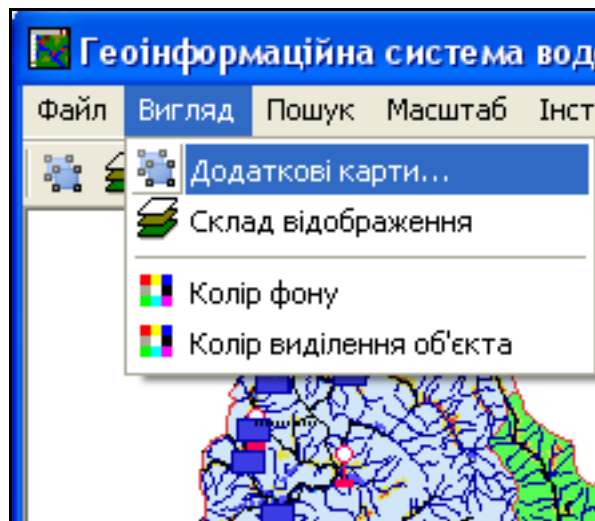 Геоінформаційна система вод
Файл Вигляд Пошук Масштаб Інст
Додаткові карти...
Склад відображення
Колір фону
Колір виділення об'єкта